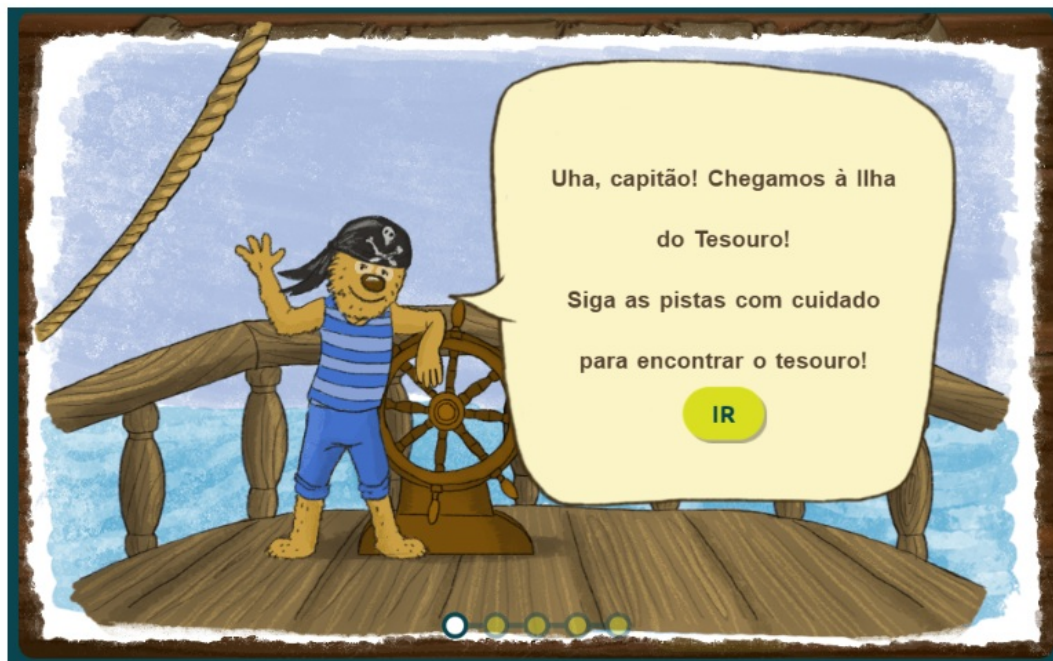 Uha, capitão! Chegamos à Ilha
do Tesouro!
Siga as pistas com cuidado
para encontrar o tesouro!
IR